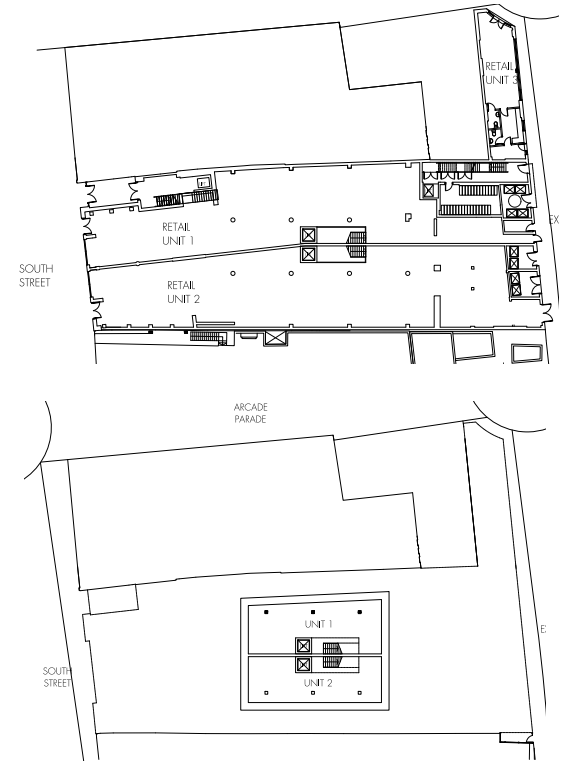 RETAIL
UNIT 3
EX
RETAIL
UNIT 1
SOUTH
STREET
RETAIL
UNIT 2
ARCADE
PARADE
UNIT 1
E
SOUTH
STREET
UNIT 2